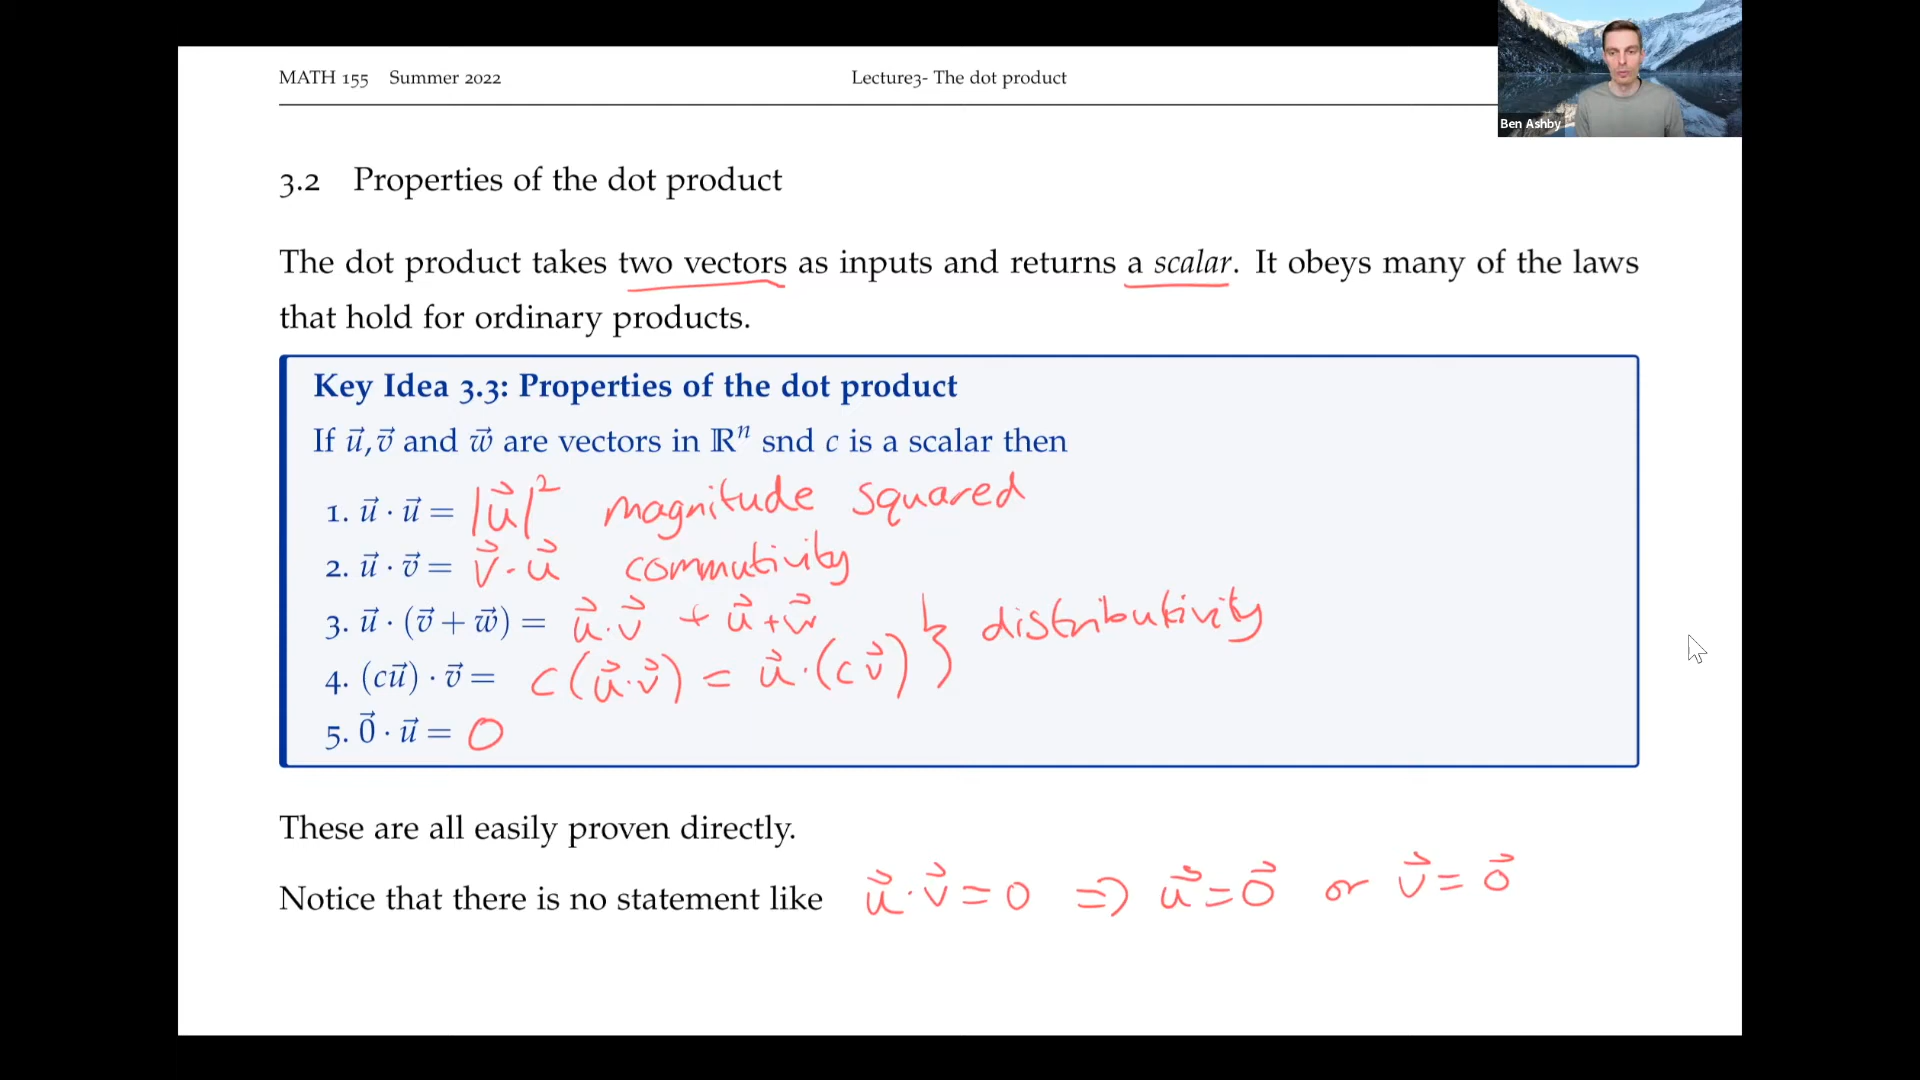 MATH 155 Summer 2022 Lecture3- The dot product
Ben Ashby
3.2 Properties of the dot product
The dot product takes two vectors as inputs and returns a scalar. It obeys many of the laws
that hold for ordinary products.
Key Idea 3.3: Properties of the dot product
If u⃗, v⃗ and w⃗ are vectors in ℝⁿ snd c is a scalar then
1. u⃗ · u⃗ = |u⃗|² magnitude squared
2. u⃗ · v⃗ = v⃗ · u⃗ commutivity
3. u⃗ · (v⃗ + w⃗) = u⃗ · v⃗ + u⃗ + w⃗ } distributivity
4. (cu⃗) · v⃗ = c(u⃗ · v⃗) = u⃗ · (cv⃗)
5. 0⃗ · u⃗ = 0
These are all easily proven directly.
Notice that there is no statement like u⃗ · v⃗ = 0 ⇒ u⃗ = 0⃗ or v⃗ = 0⃗